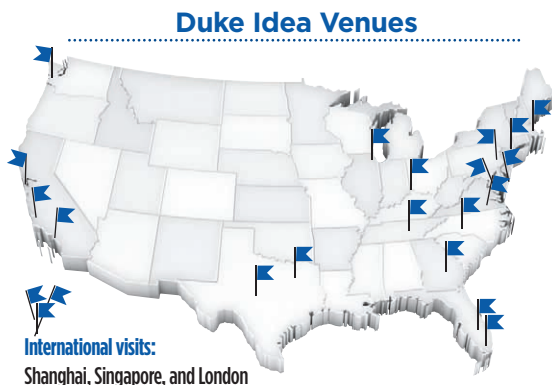 Duke Idea Venues
International visits:
Shanghai, Singapore, and London